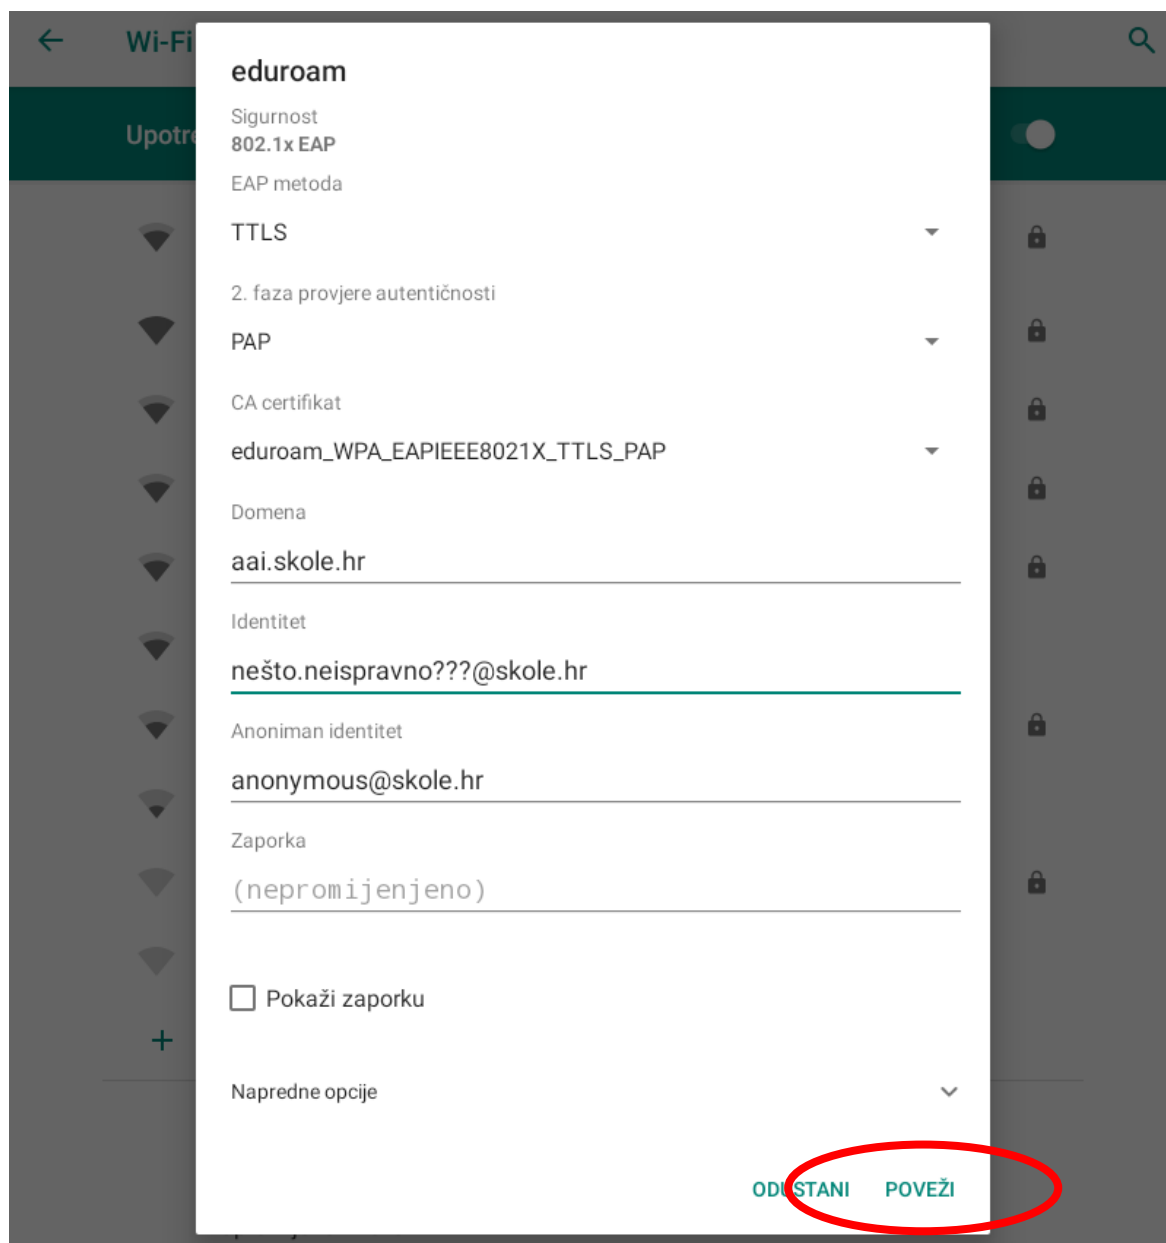 Wi-Fi
eduroam
Sigurnost
802.1x EAP
Upotre
EAP metoda
TTLS
2. faza provjere autentičnosti
PAP
CA certifikat
eduroam_WPA_EAPIEEE8021X_TTLS_PAP
Domena
aai.skole.hr
Identitet
nešto.neispravno???@skole.hr
Anoniman identitet
anonymous@skole.hr
Zaporka
(nepromijenjeno)
Pokaži zaporku
Napredne opcije
ODUSTANI POVEŽI